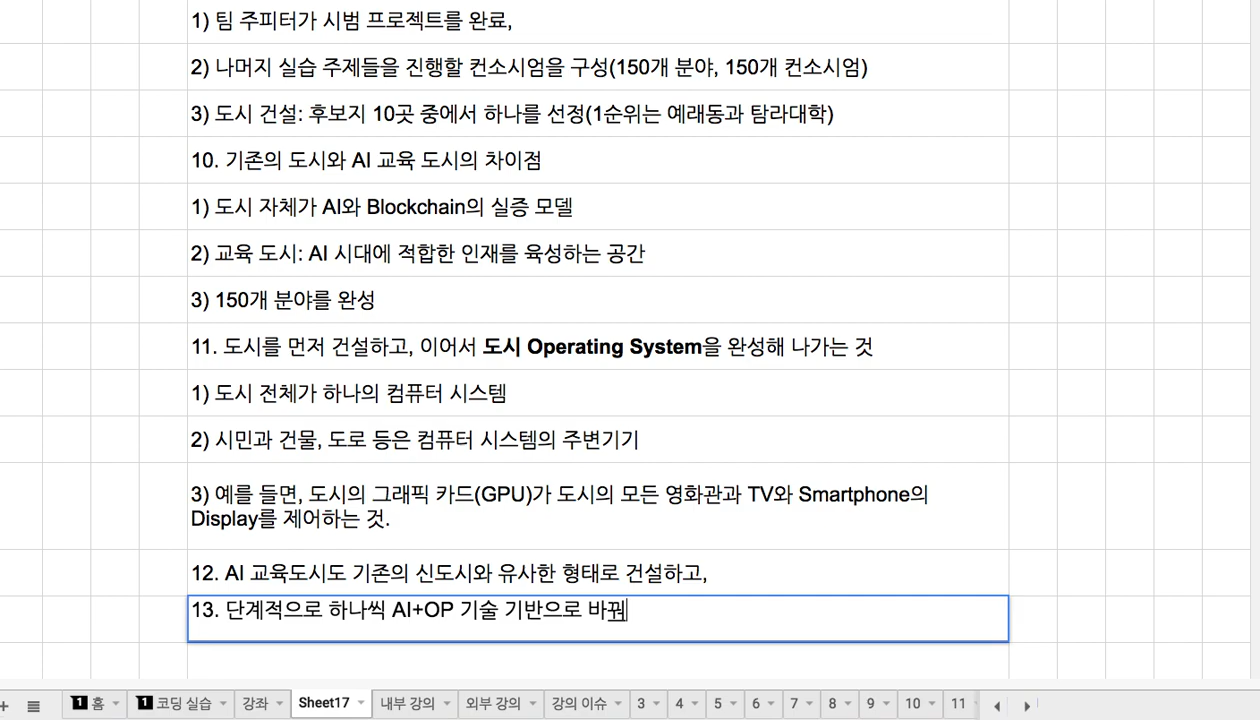 1) 팀 주피터가 시범 프로젝트를 완료,
2) 나머지 실습 주제들을 진행할 컨소시엄을 구성(150개 분야, 150개 컨소시엄)
3) 도시 건설: 후보지 10곳 중에서 하나를 선정(1순위는 예래동과 탐라대학)
10. 기존의 도시와 AI 교육 도시의 차이점
1) 도시 자체가 AI와 Blockchain의 실증 모델
2) 교육 도시: AI 시대에 적합한 인재를 육성하는 공간
3) 150개 분야를 완성
11. 도시를 먼저 건설하고, 이어서 도시 Operating System을 완성해 나가는 것
1) 도시 전체가 하나의 컴퓨터 시스템
2) 시민과 건물, 도로 등은 컴퓨터 시스템의 주변기기
3) 예를 들면, 도시의 그래픽 카드(GPU)가 도시의 모든 영화관과 TV와 Smartphone의
Display를 제어하는 것.
12. AI 교육도시도 기존의 신도시와 유사한 형태로 건설하고,
13. 단계적으로 하나씩 AI+OP 기술 기반으로 바꿔
1 홈 1 코딩 실습 강좌 Sheet17 내부 강의 외부 강의 강의 이슈 3 4 5 6 7 8 9 10 11